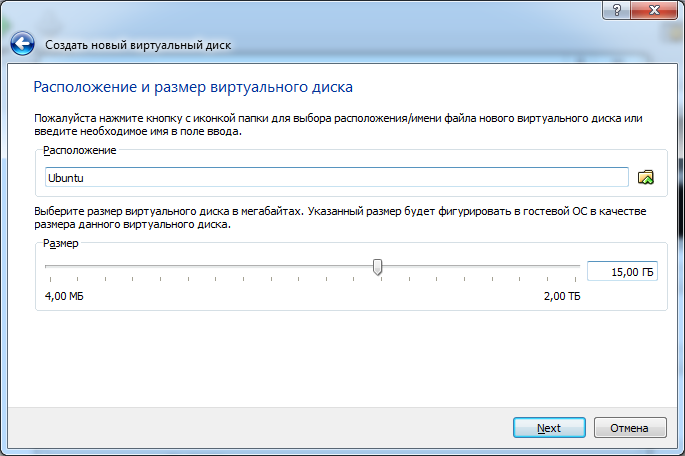 Создать новый виртуальный диск
Расположение и размер виртуального диска
Пожалуйста нажмите кнопку с иконкой папки для выбора расположения/имени файла нового виртуального диска или
введите необходимое имя в поле ввода.
Расположение
Ubuntu
Выберите размер виртуального диска в мегабайтах. Указанный размер будет фигурировать в гостевой ОС в качестве
размера данного виртуального диска.
Размер
15,00 ГБ
4,00 МБ 2,00 ТБ
Next Отмена